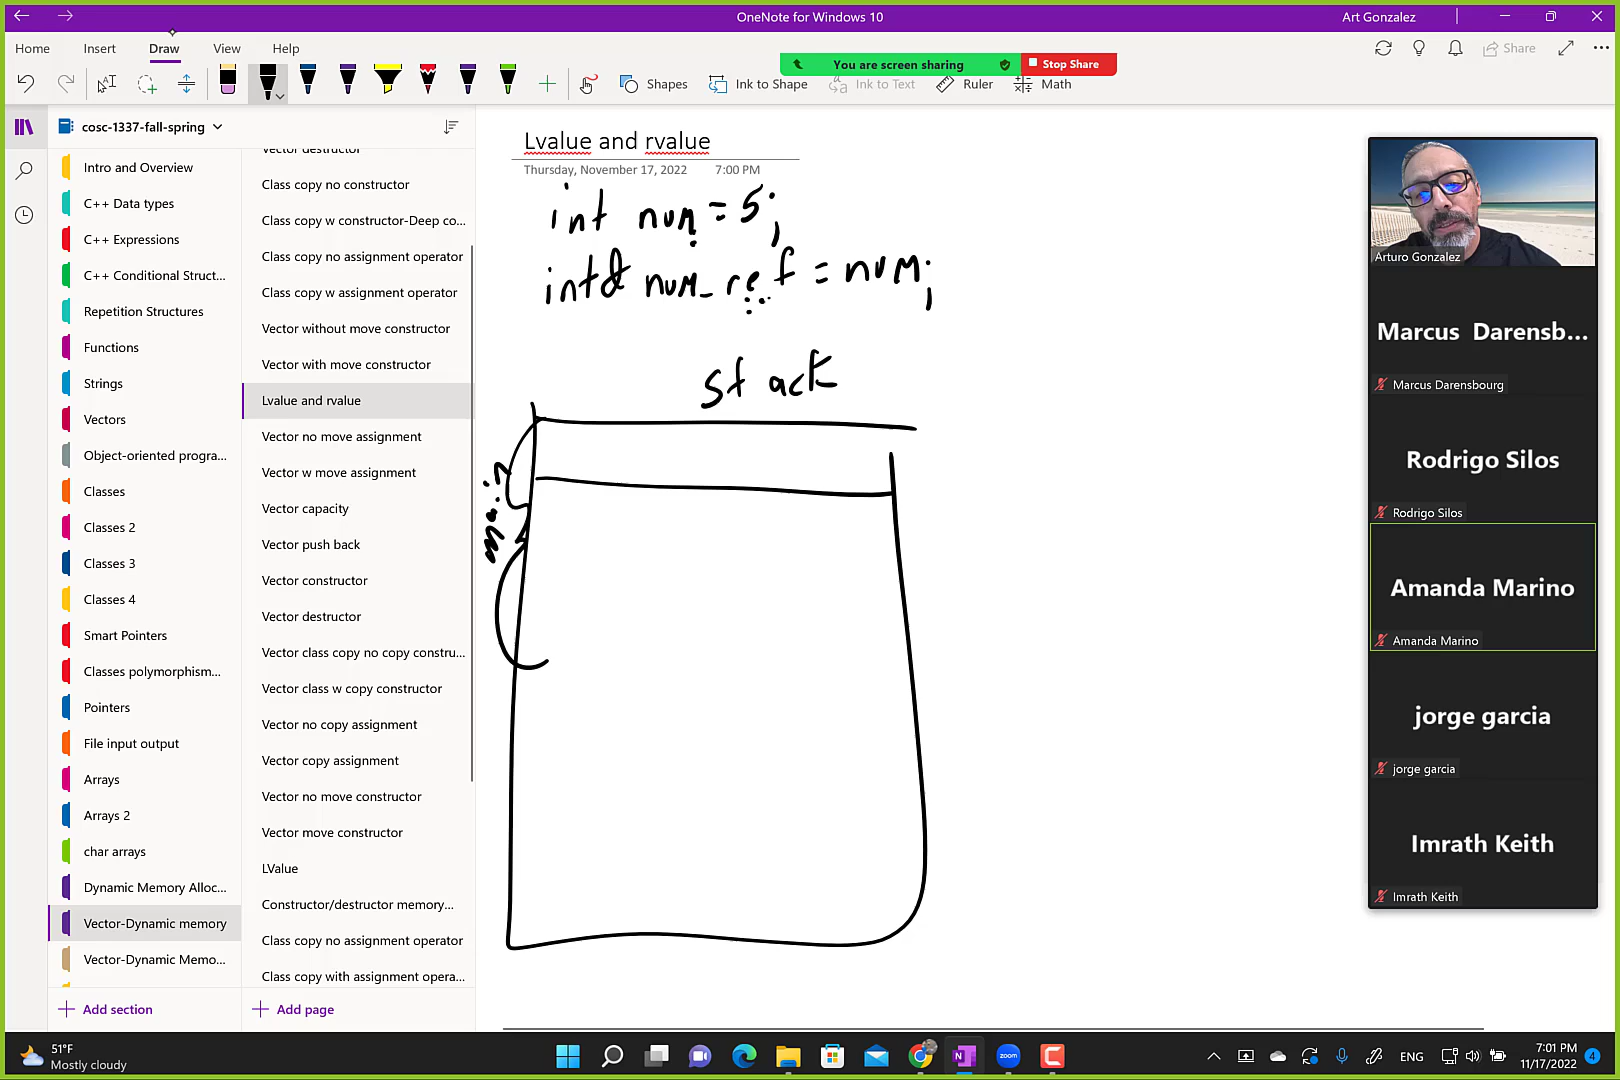 OneNote for Windows 10
Art Gonzalez
Home Insert Draw View Help
You are screen sharing Stop Share
Share
Shapes Ink to Shape Ink to Text Ruler Math
cosc-1337-fall-spring
Intro and Overview
C++ Data types
C++ Expressions
C++ Conditional Struct...
Repetition Structures
Functions
Strings
Vectors
Object-oriented progra...
Classes
Classes 2
Classes 3
Classes 4
Smart Pointers
Classes polymorphism...
Pointers
File input output
Arrays
Arrays 2
char arrays
Dynamic Memory Alloc...
Vector-Dynamic memory
Vector-Dynamic Memo...
Add section
Vector destructor
Class copy no constructor
Class copy w constructor-Deep co...
Class copy no assignment operator
Class copy w assignment operator
Vector without move constructor
Vector with move constructor
Lvalue and rvalue
Vector no move assignment
Vector w move assignment
Vector capacity
Vector push back
Vector constructor
Vector destructor
Vector class copy no copy constru...
Vector class w copy constructor
Vector no copy assignment
Vector copy assignment
Vector no move constructor
Vector move constructor
LValue
Constructor/destructor memory...
Class copy no assignment operator
Class copy with assignment opera...
Add page
Lvalue and rvalue
Thursday, November 17, 2022 7:00 PM
int num = 5;
int& num_ref = num;
stack
main
Arturo Gonzalez
Marcus Darensb...
Marcus Darensbourg
Rodrigo Silos
Rodrigo Silos
Amanda Marino
Amanda Marino
jorge garcia
jorge garcia
Imrath Keith
Imrath Keith
51°F
Mostly cloudy
zoom
ENG
7:01 PM
11/17/2022
4